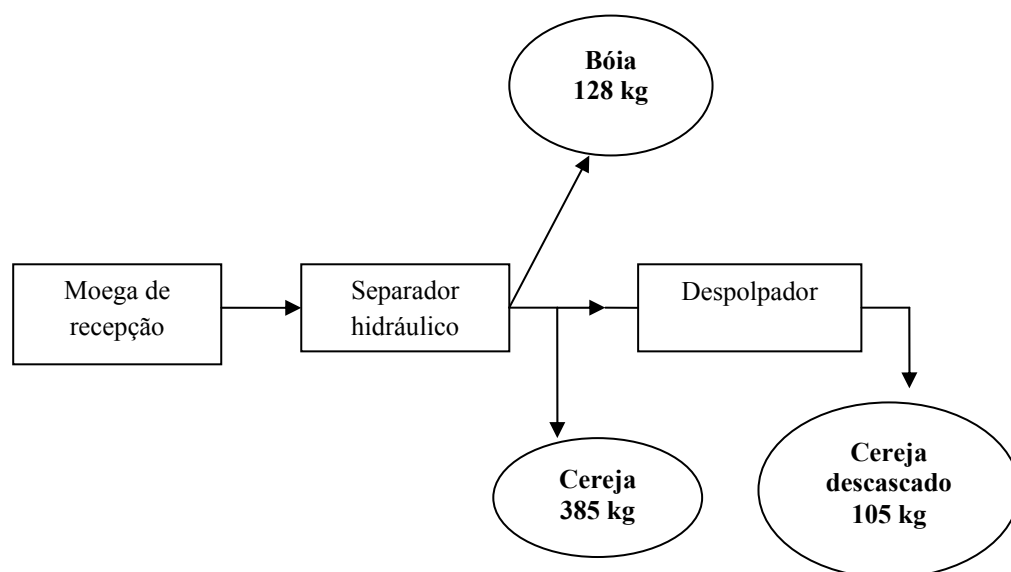 Bóia
128 kg
Moega de
recepção
Separador
hidráulico
Despolpador
Cereja
385 kg
Cereja
descascado
105 kg